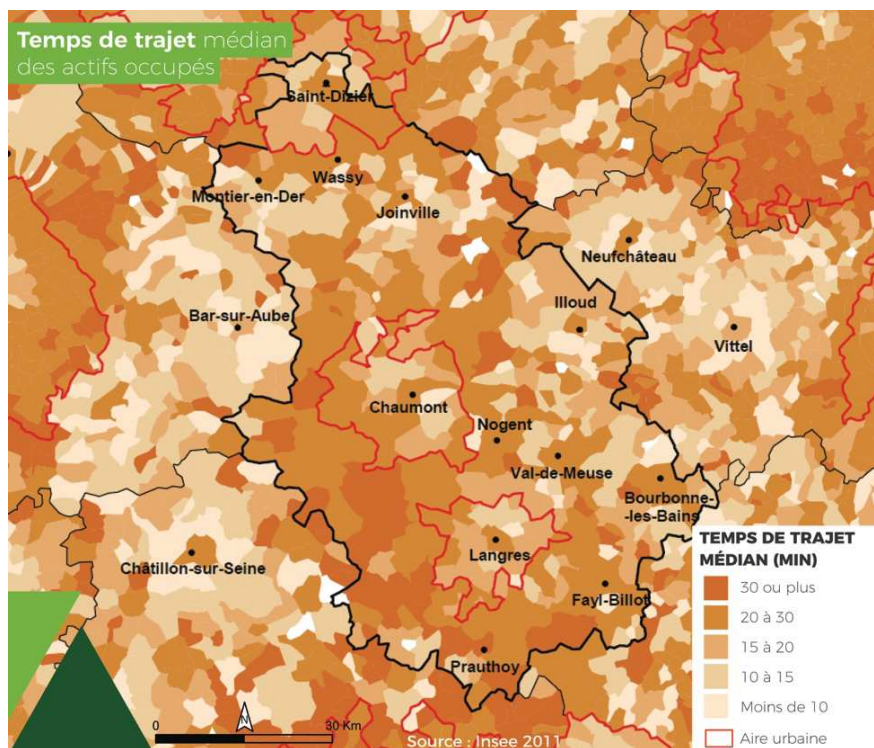 Temps de trajet médian
des actifs occupés
Saint-Dizier
Wassy
Montier-en-Der
Joinville
Neufchâteau
Illoud
Bar-sur-Aube
Vittel
Chaumont
Nogent
Val-de-Meuse
Bourbonne-
-les-Bains
Langres
Châtillon-sur-Seine
Fayl-Billot
Prauthoy
TEMPS DE TRAJET
MÉDIAN (MIN)
30 ou plus
20 à 30
15 à 20
10 à 15
Moins de 10
Aire urbaine
N
0 30 Km
Source : Insee 2011